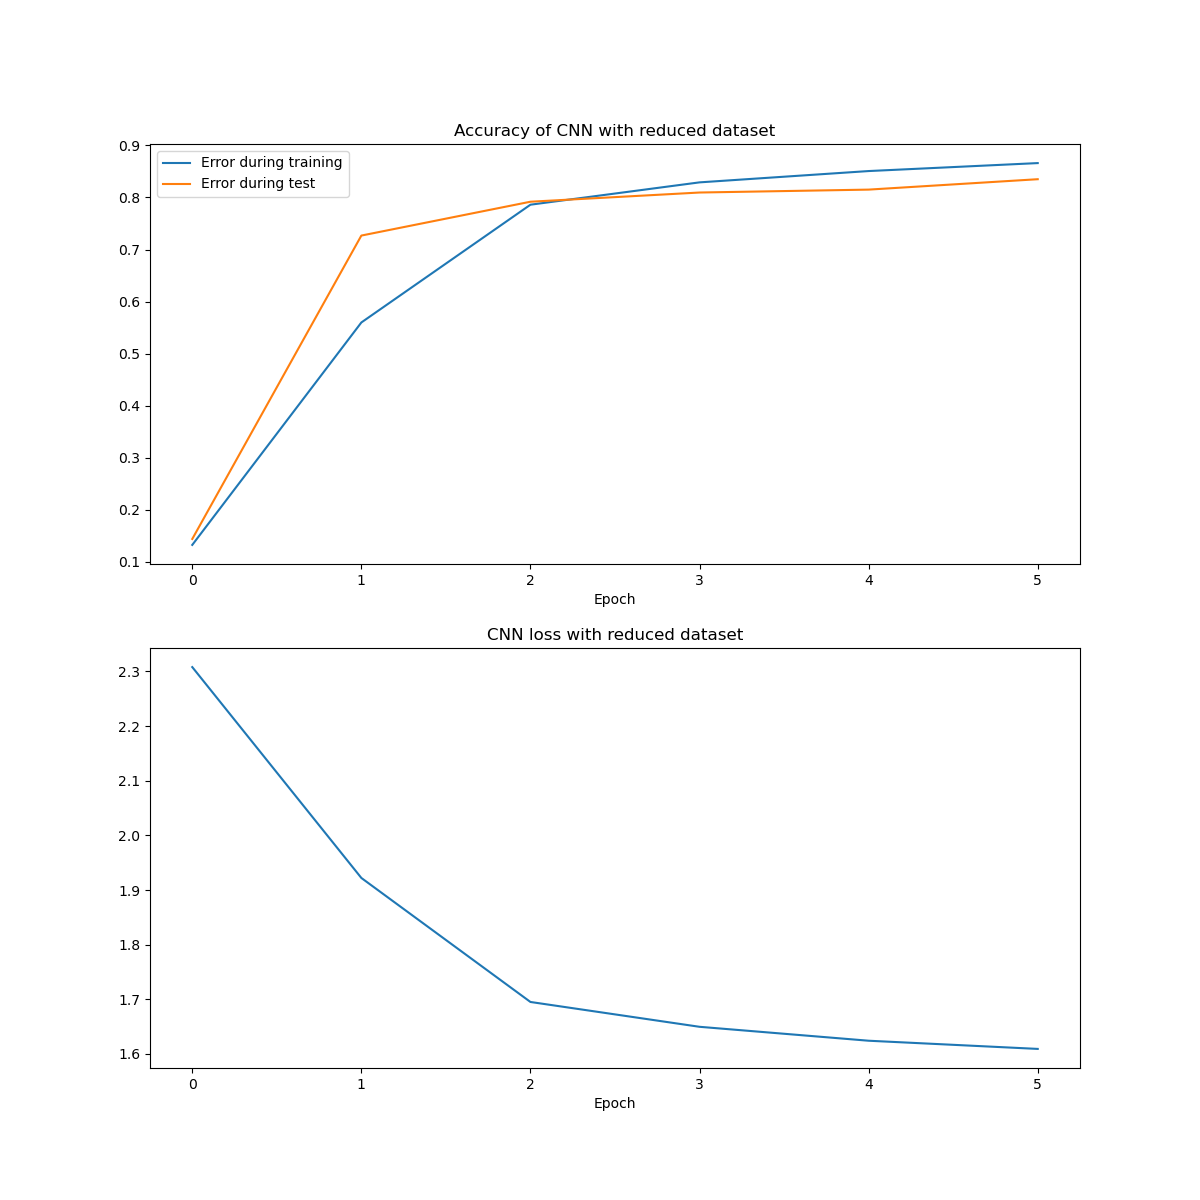 Accuracy of CNN with reduced dataset
0.9
0.8
0.7
0.6
0.5
0.4
0.3
0.2
0.1
Error during training
Error during test
0 1 2 3 4 5
Epoch
CNN loss with reduced dataset
2.3
2.2
2.1
2.0
1.9
1.8
1.7
1.6
0 1 2 3 4 5
Epoch